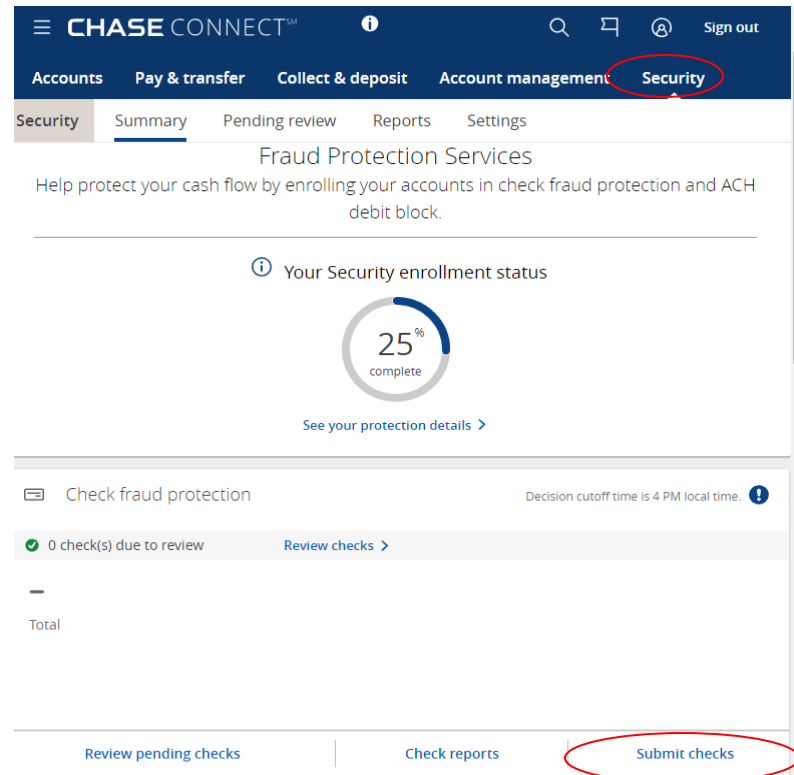 CHASE CONNECT℠ Sign out
Accounts Pay & transfer Collect & deposit Account management Security
Security Summary Pending review Reports Settings
Fraud Protection Services
Help protect your cash flow by enrolling your accounts in check fraud protection and ACH
debit block.
Your Security enrollment status
25%
complete
See your protection details >
Check fraud protection Decision cutoff time is 4 PM local time.
0 check(s) due to review Review checks >
–
Total
Review pending checks Check reports Submit checks